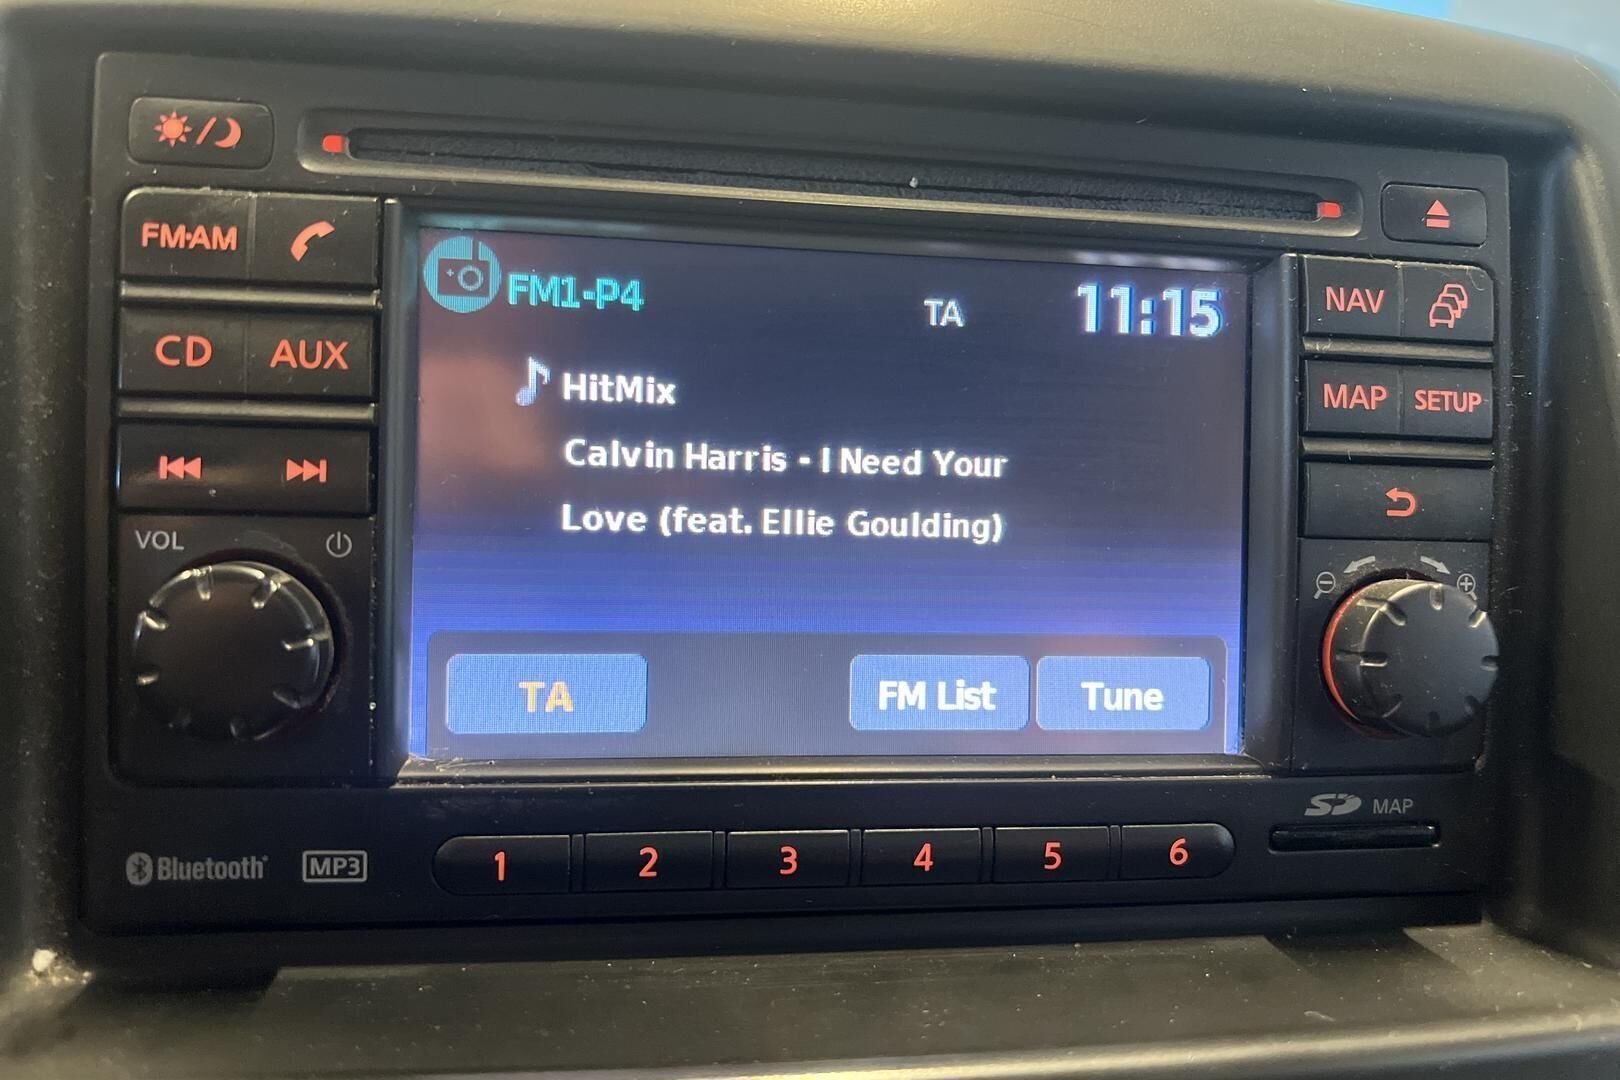 FM·AM
CD
AUX
VOL
FM1-P4
TA
11:15
HitMix
Calvin Harris - I Need Your
Love (feat. Ellie Goulding)
TA
FM List
Tune
NAV
MAP
SETUP
SD MAP
Bluetooth
MP3
1
2
3
4
5
6